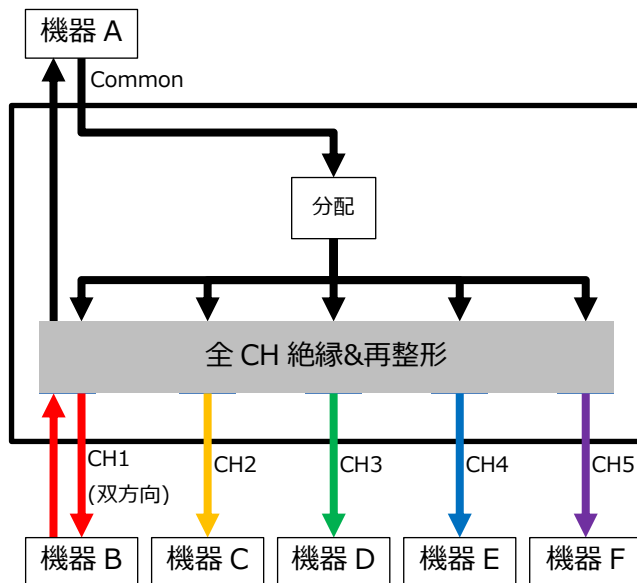 機器 A
Common
分配
全 CH 絶縁&再整形
CH1
(双方向)
CH2
CH3
CH4
CH5
機器 B
機器 C
機器 D
機器 E
機器 F